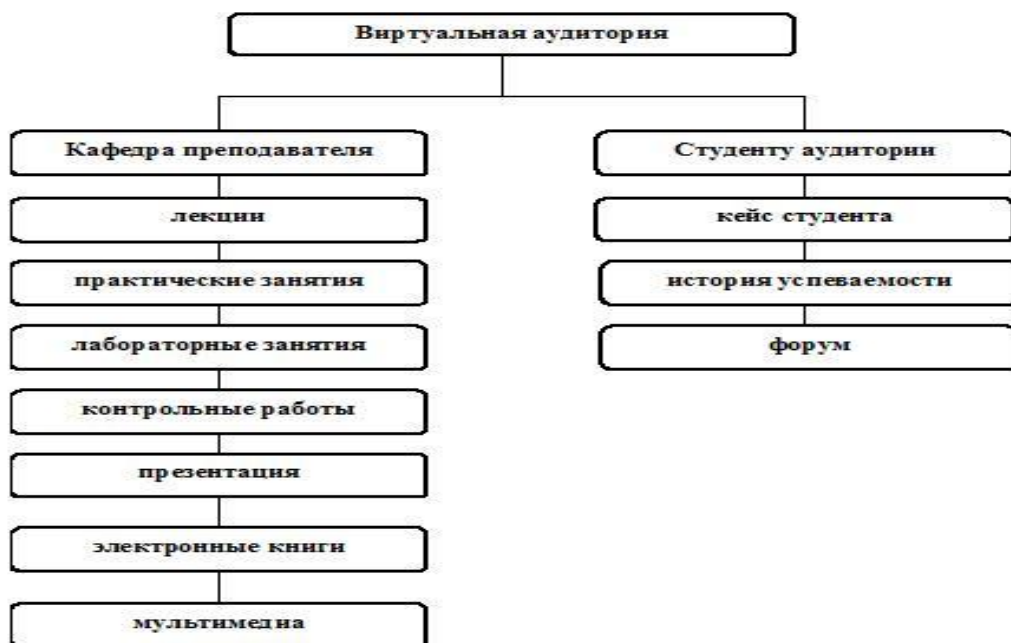 Виртуальная аудитория
Кафедра преподавателя
лекции
практические занятия
лабораторные занятия
контрольные работы
презентация
электронные книги
мультимедиа
Студенту аудитории
кейс студента
история успеваемости
форум